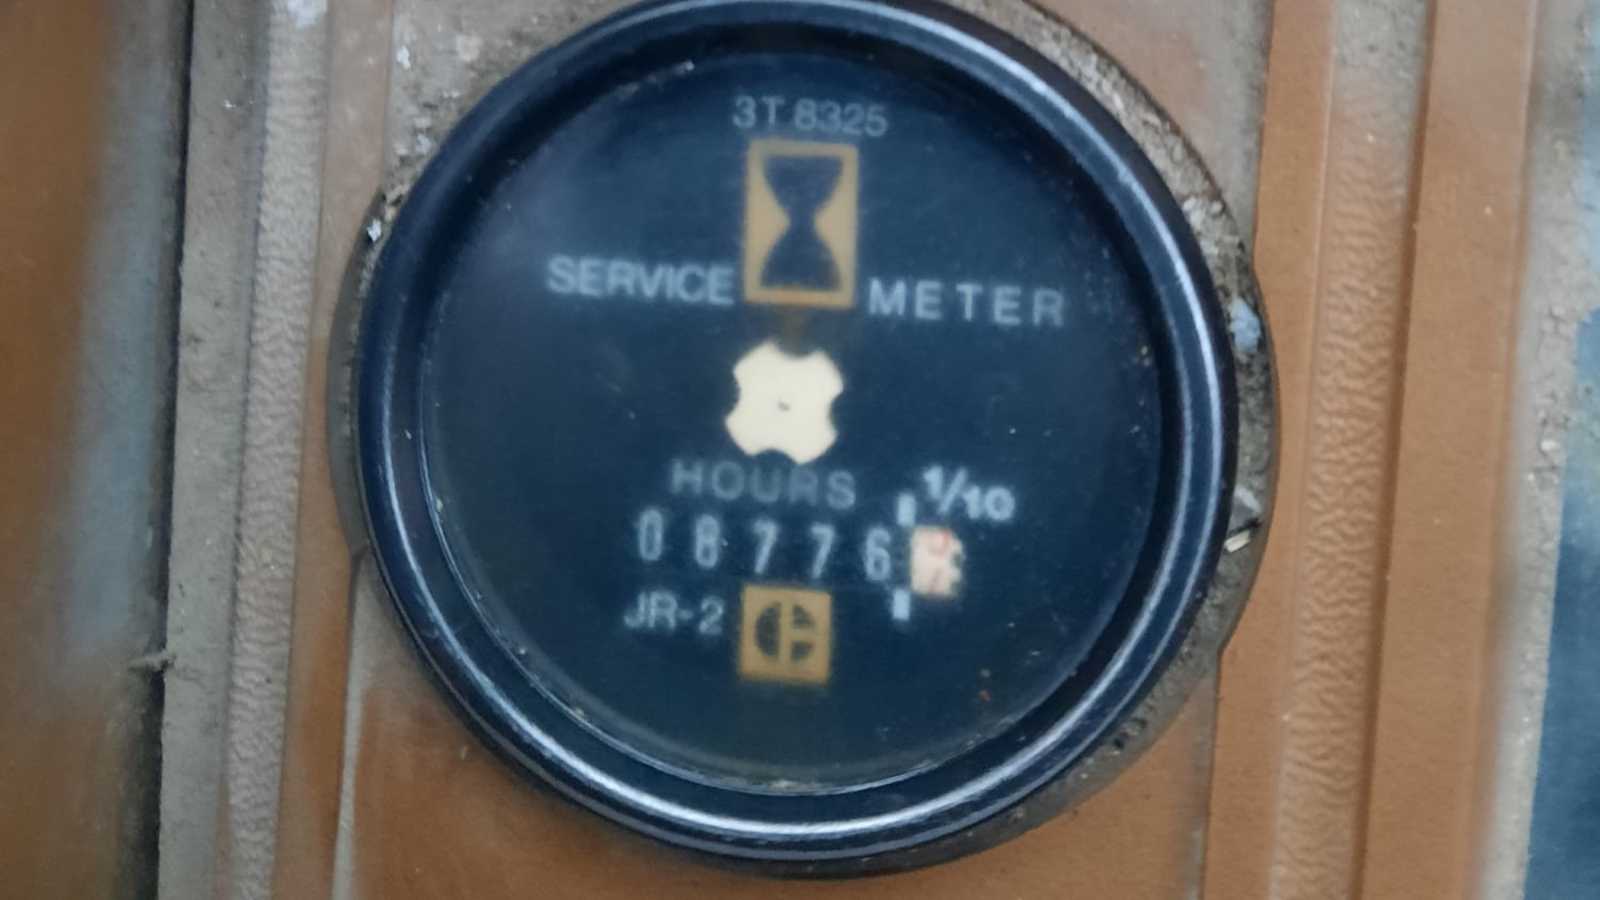 3T 8325
SERVICE METER
HOURS 1/10
08776
JR-2